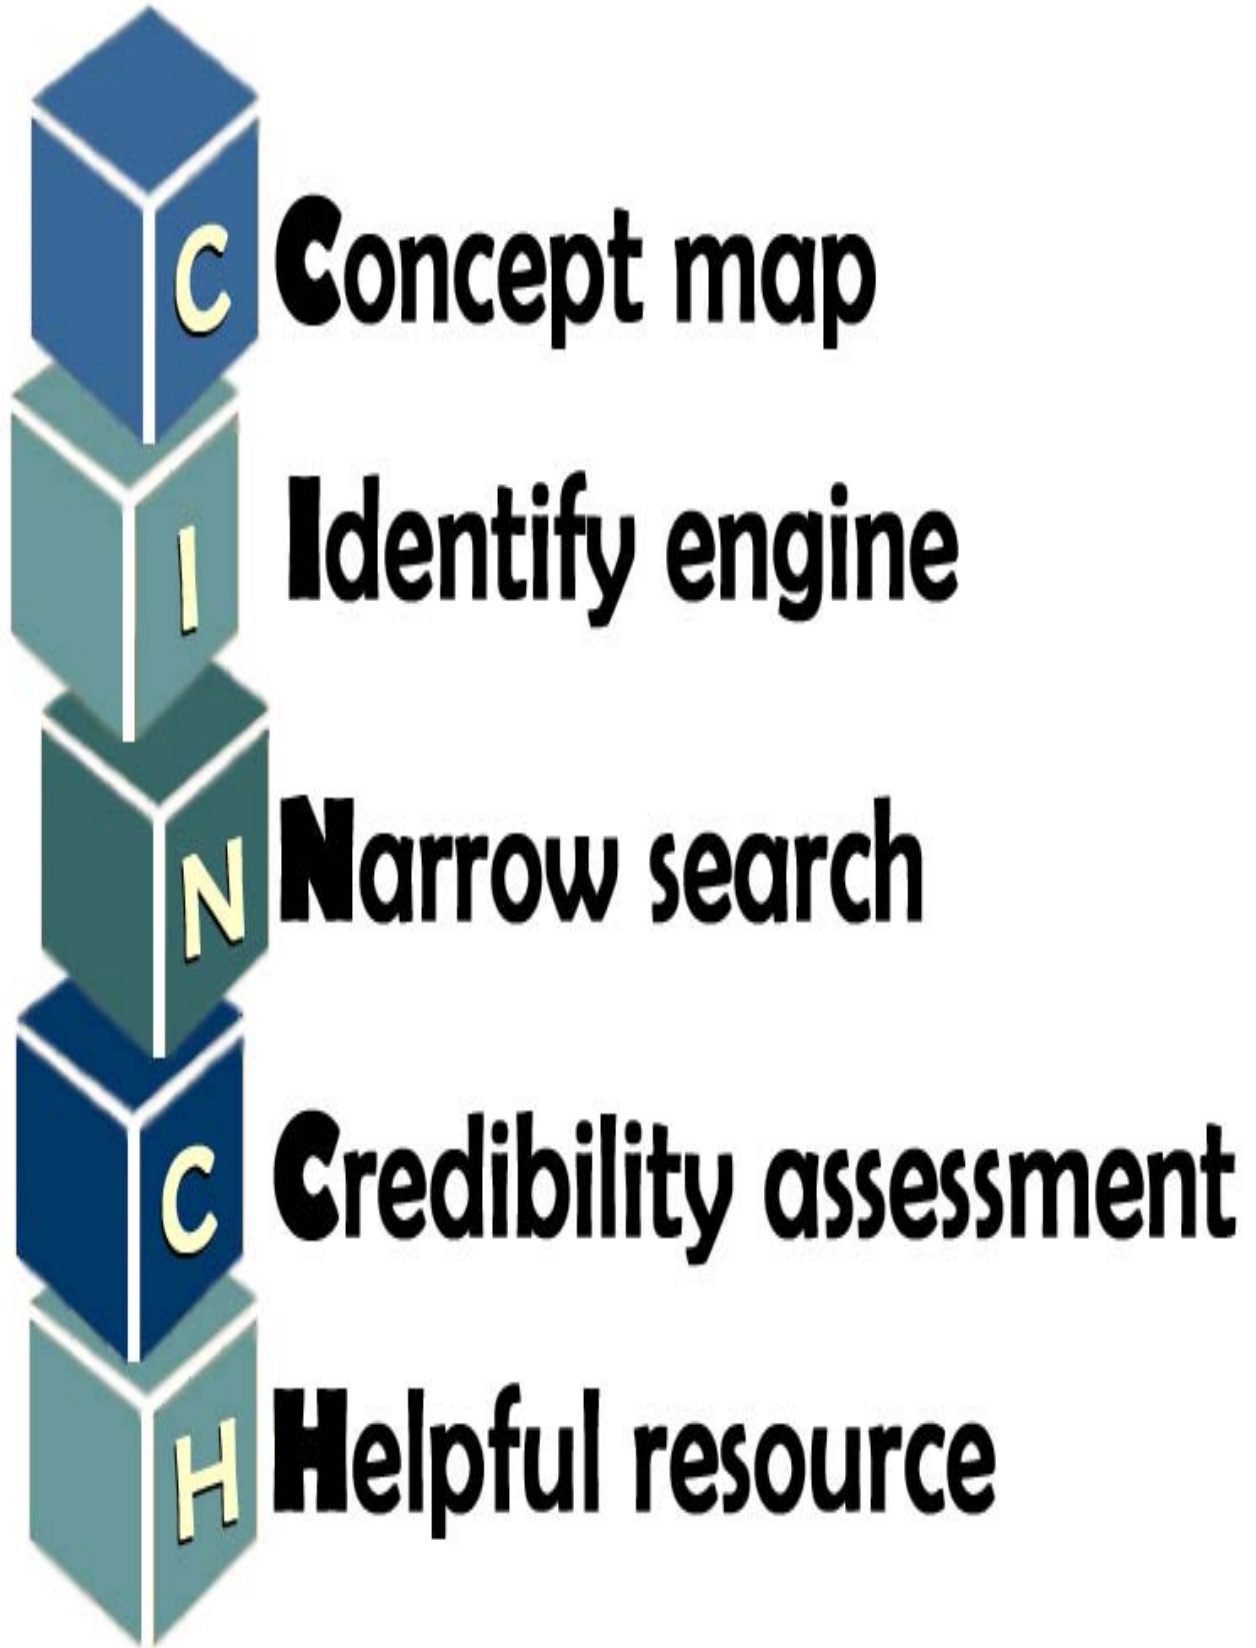 C Concept map
I Identify engine
N Narrow search
C Credibility assessment
H Helpful resource